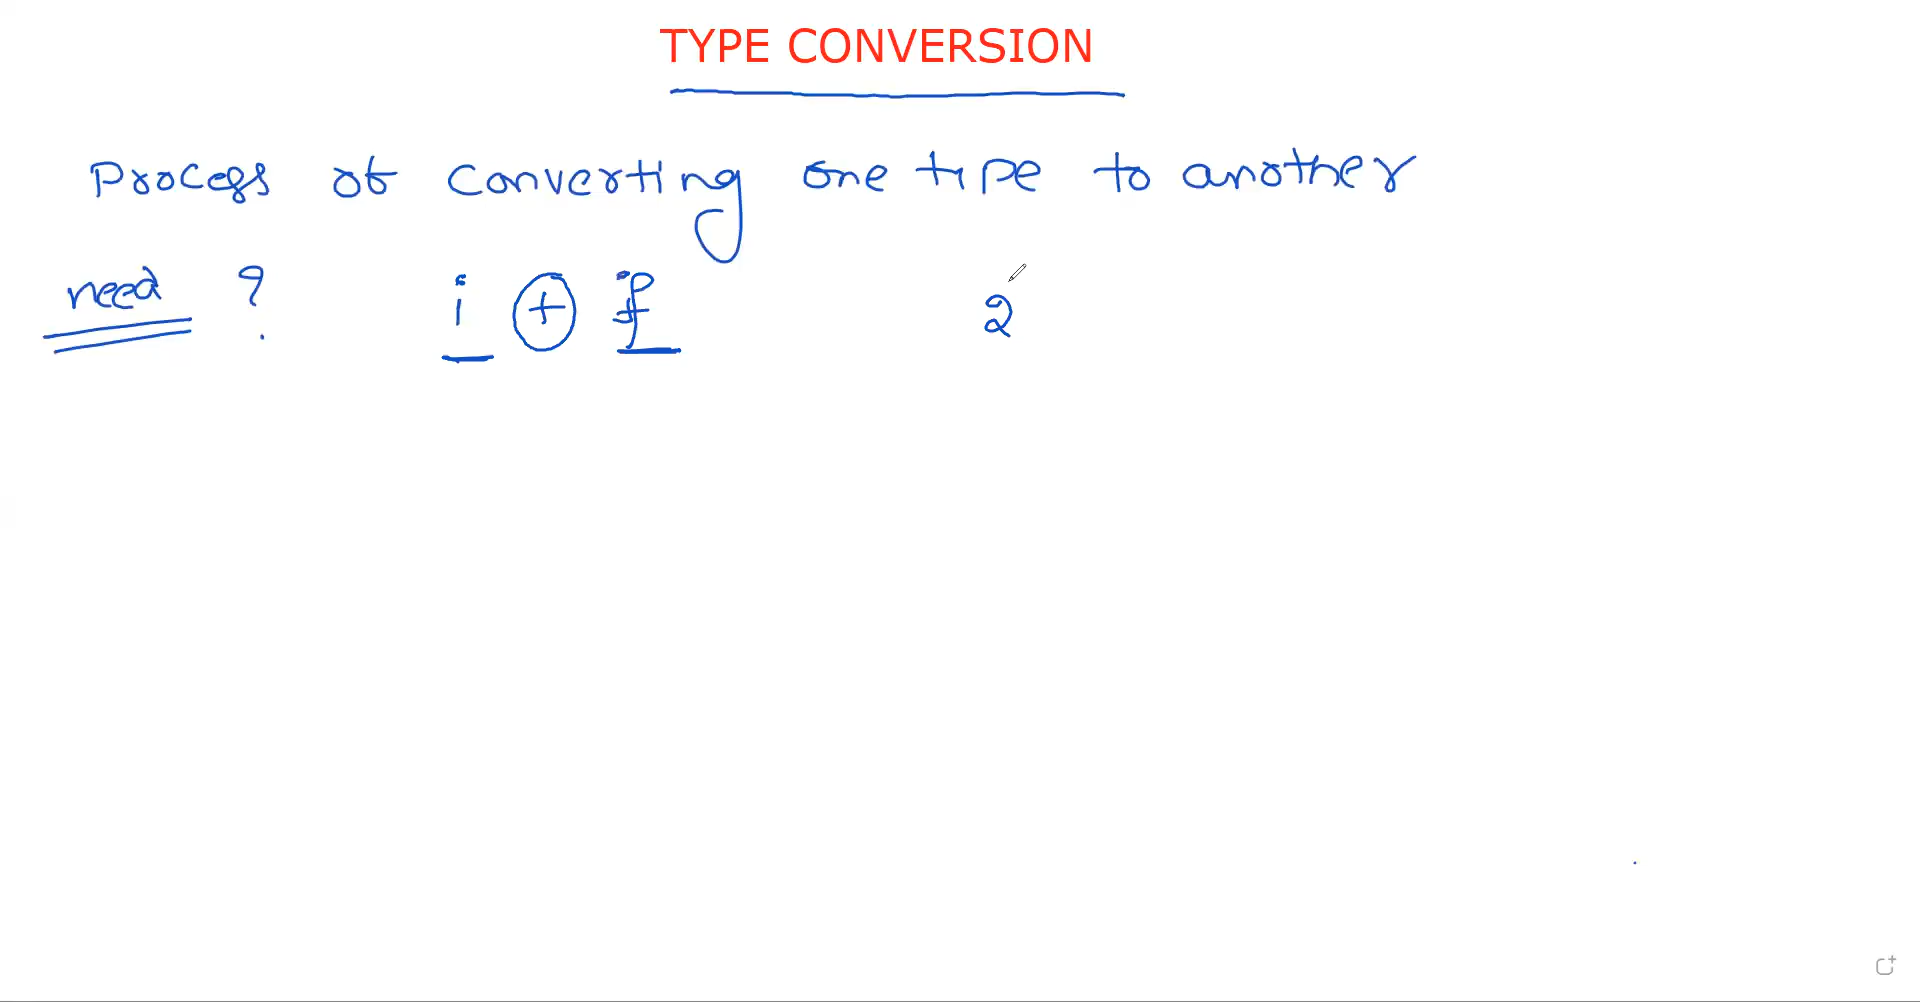 TYPE CONVERSION
Process of converting one type to another
need ? i + f 2